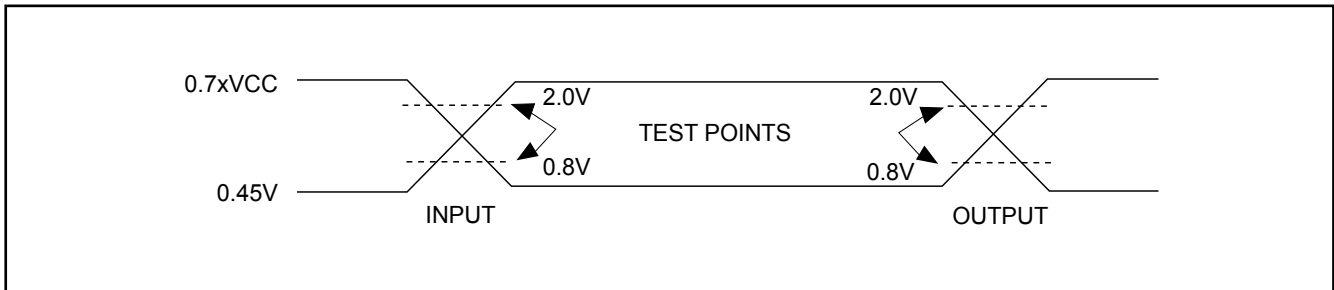 0.7xVCC
2.0V
2.0V
TEST POINTS
0.8V
0.8V
0.45V
INPUT
OUTPUT